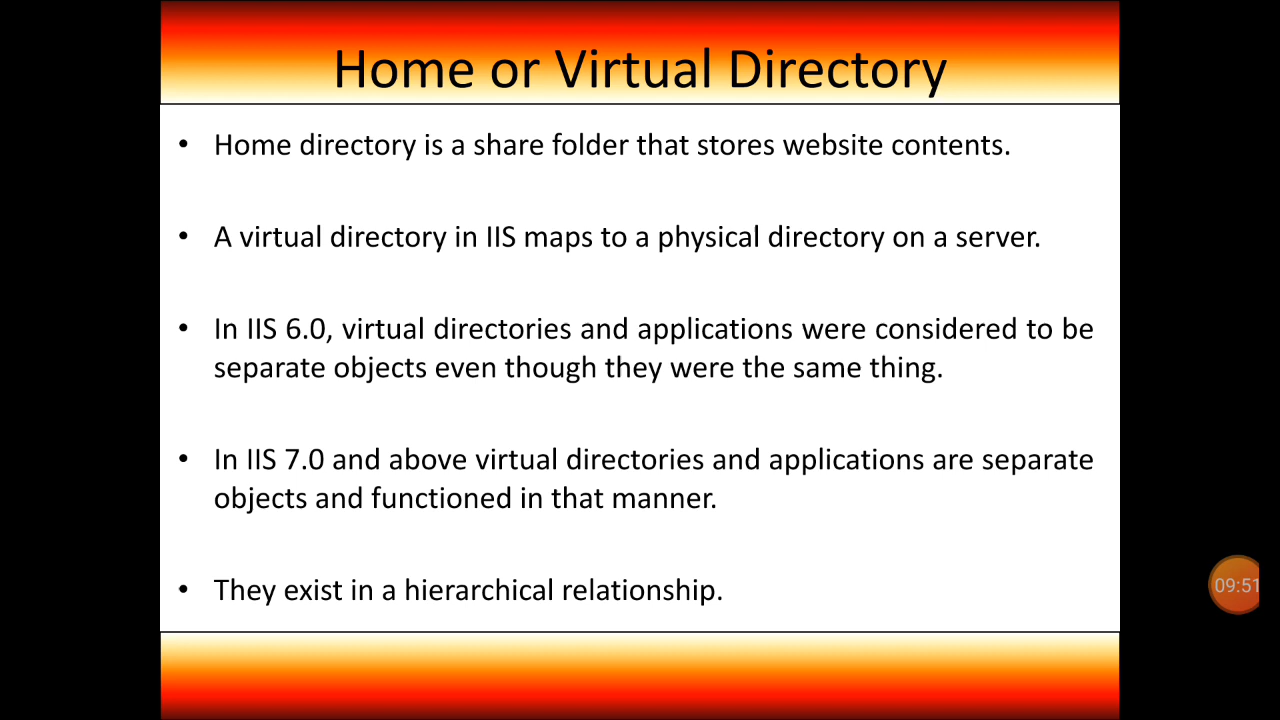 Home or Virtual Directory
• Home directory is a share folder that stores website contents.
• A virtual directory in IIS maps to a physical directory on a server.
• In IIS 6.0, virtual directories and applications were considered to be
separate objects even though they were the same thing.
• In IIS 7.0 and above virtual directories and applications are separate
objects and functioned in that manner.
• They exist in a hierarchical relationship.
09:51